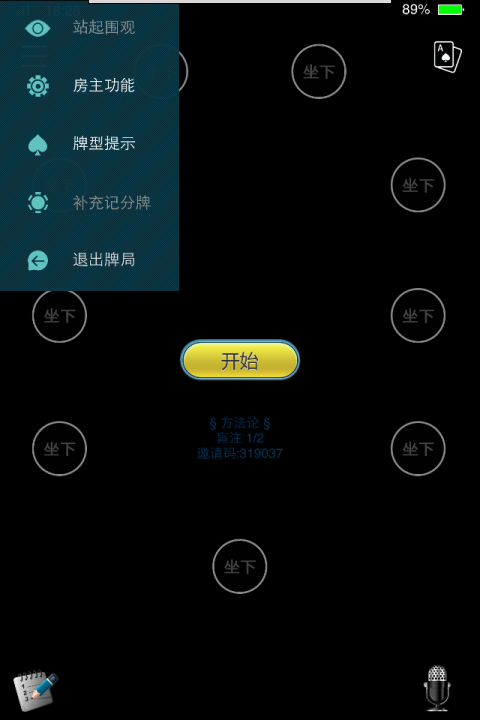 89%
站起围观
坐下
A
房主功能
牌型提示
坐下
补充记分牌
退出牌局
坐下
坐下
开始
§ 方法论 §
盲注 1/2
邀请码:319037
坐下
坐下
坐下